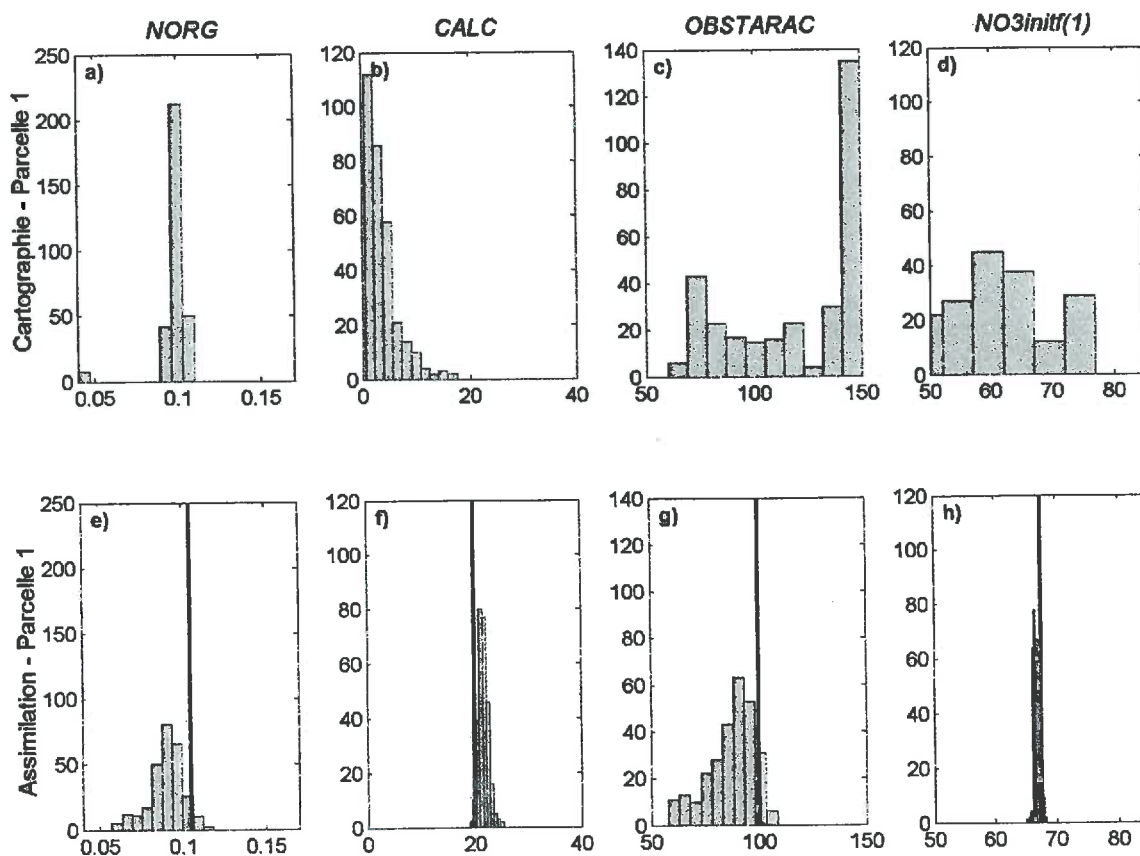 NORG CALC OBSTARAC NO3initf(1)
Cartographie - Parcelle 1
a)
250
200
150
100
50
0
0.05 0.1 0.15
b)
120
100
80
60
40
20
0
0 20 40
c)
140
120
100
80
60
40
20
0
50 100 150
d)
120
100
80
60
40
20
0
50 60 70 80
Assimilation - Parcelle 1
e)
250
200
150
100
50
0
0.05 0.1 0.15
f)
120
100
80
60
40
20
0
0 20 40
g)
140
120
100
80
60
40
20
0
50 100 150
h)
120
100
80
60
40
20
0
50 60 70 80